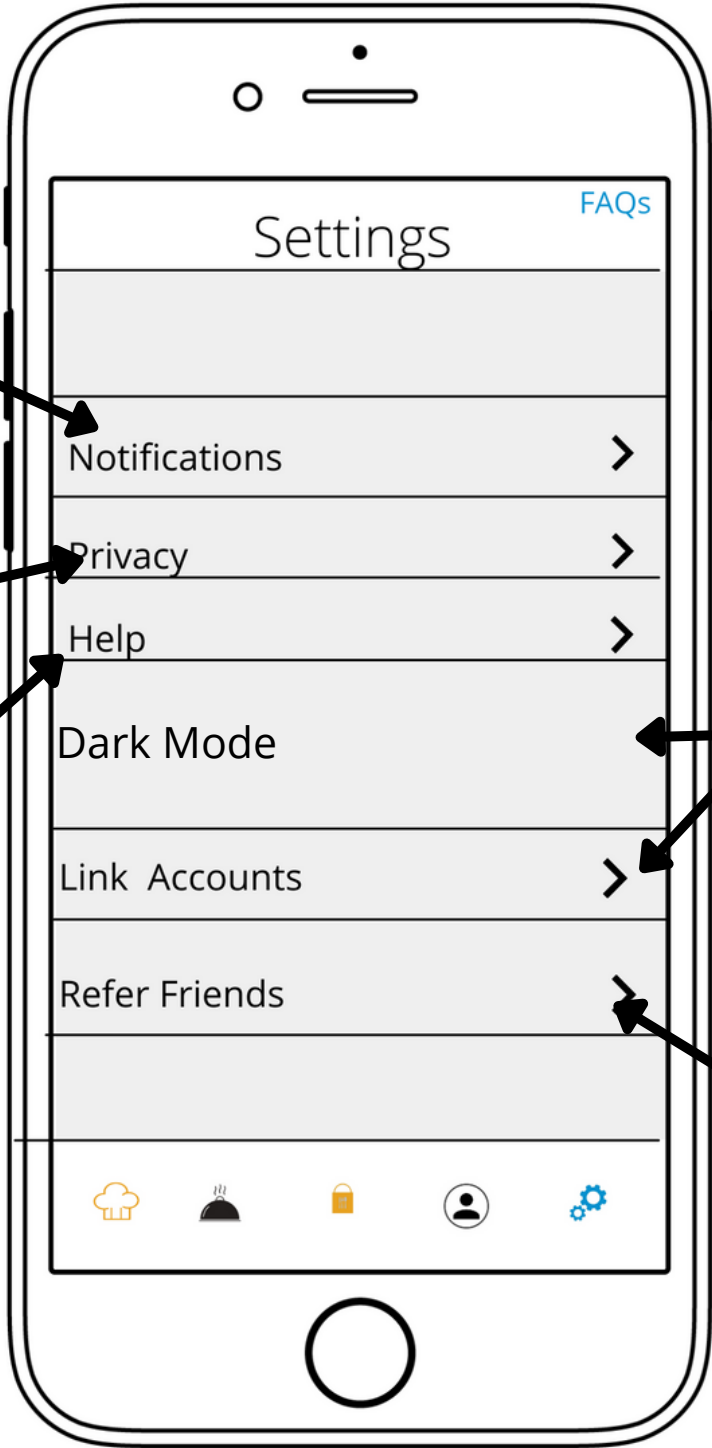 FAQs
Settings
Notifications
Privacy
Help
Dark Mode
Link Accounts
Refer Friends